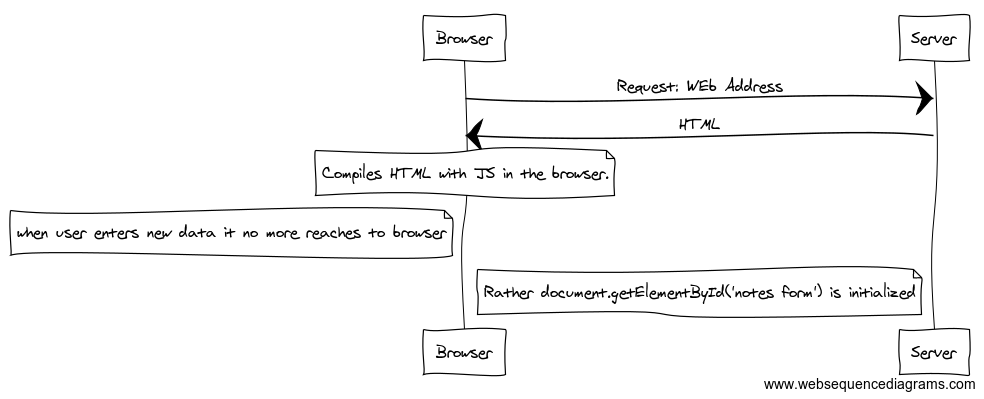 Browser
Server
Request: WEb Address
HTML
Compiles HTML with JS in the browser.
when user enters new data it no more reaches to browser
Rather document.getElementById('notes form') is initialized
Browser
Server
www.websequencediagrams.com